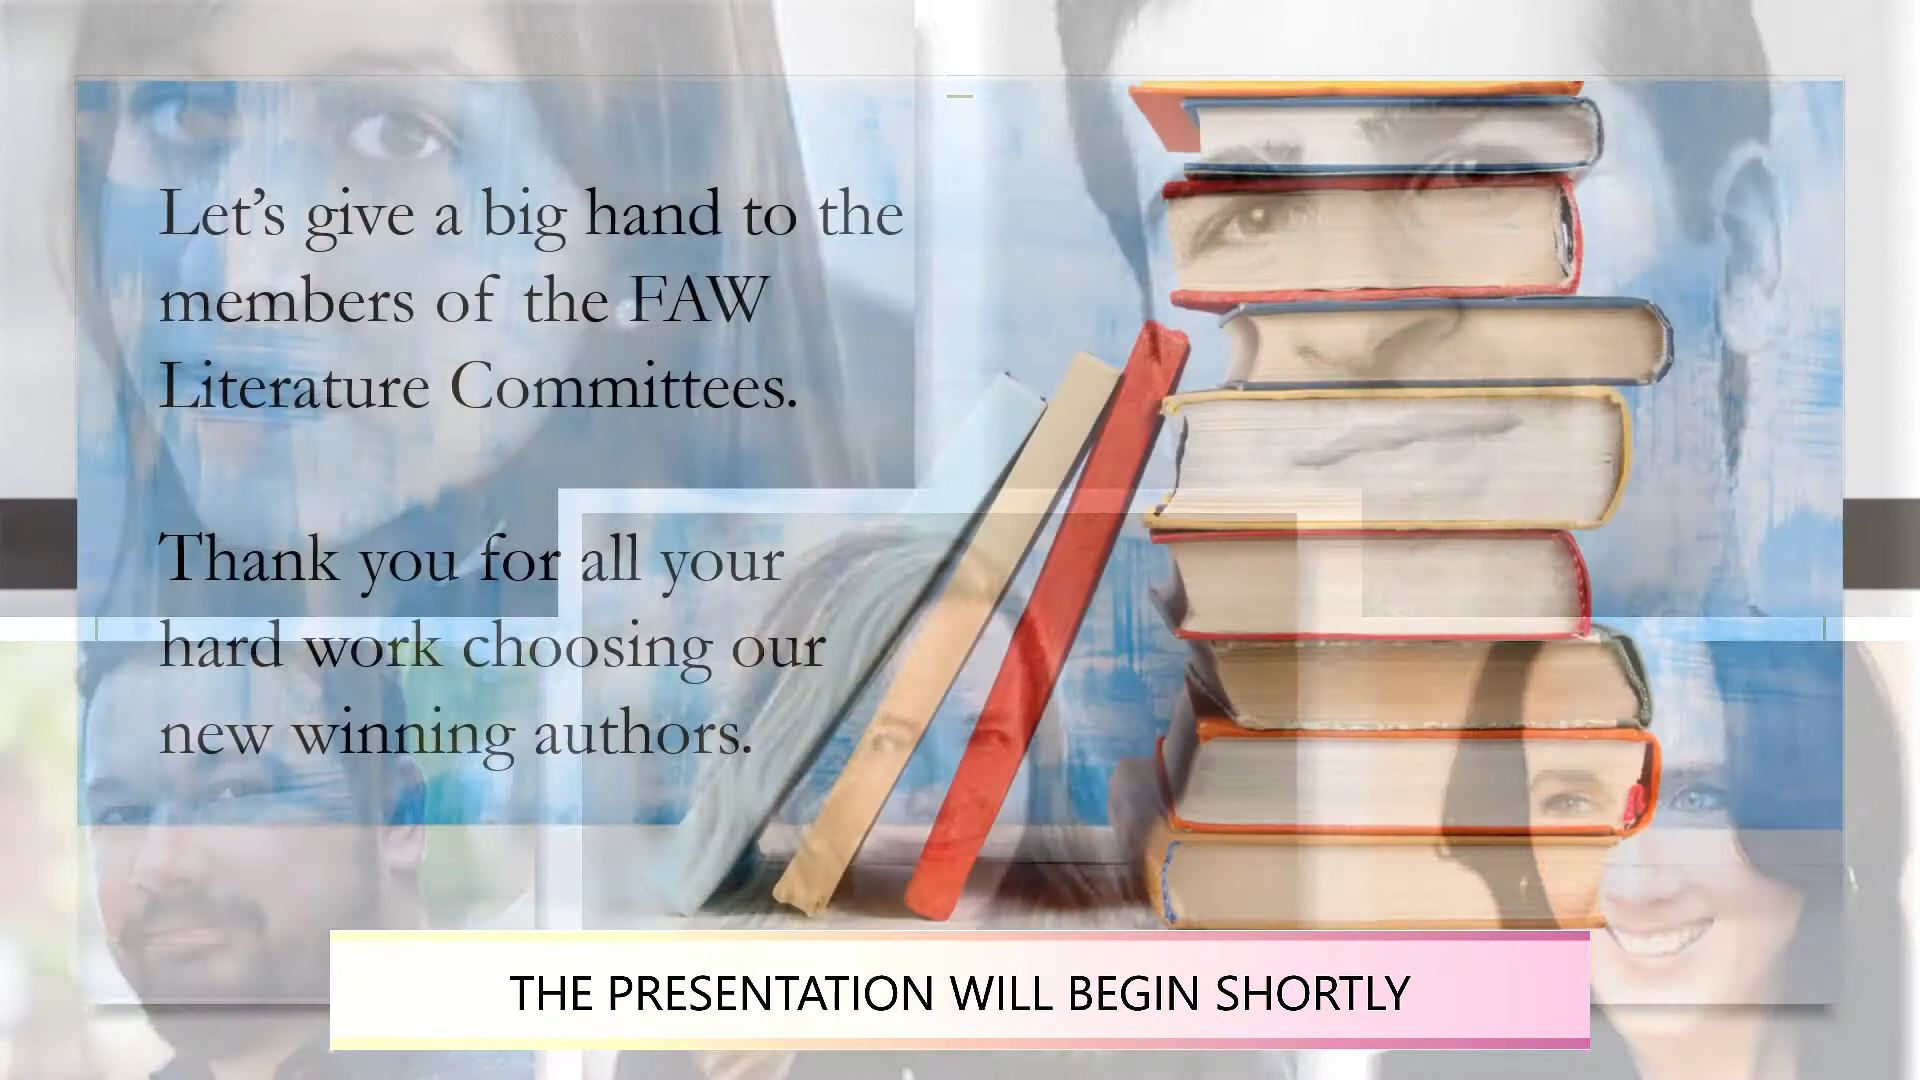 Let’s give a big hand to the
members of the FAW
Literature Committees.
Thank you for all your
hard work choosing our
new winning authors.
THE PRESENTATION WILL BEGIN SHORTLY